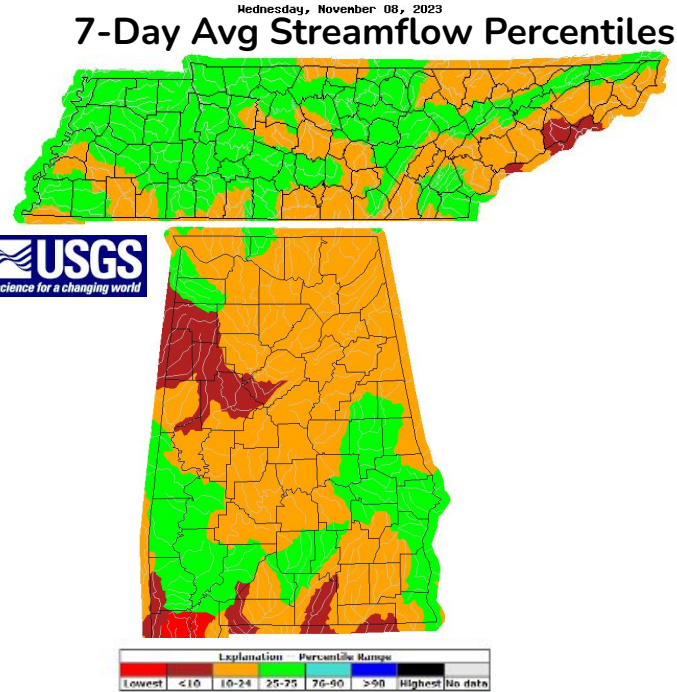 Wednesday, November 08, 2023
7-Day Avg Streamflow Percentiles
USGS
science for a changing world
Explanation - Percentile Range
Lowest <10 10-24 25-75 76-90 >90 Highest No data